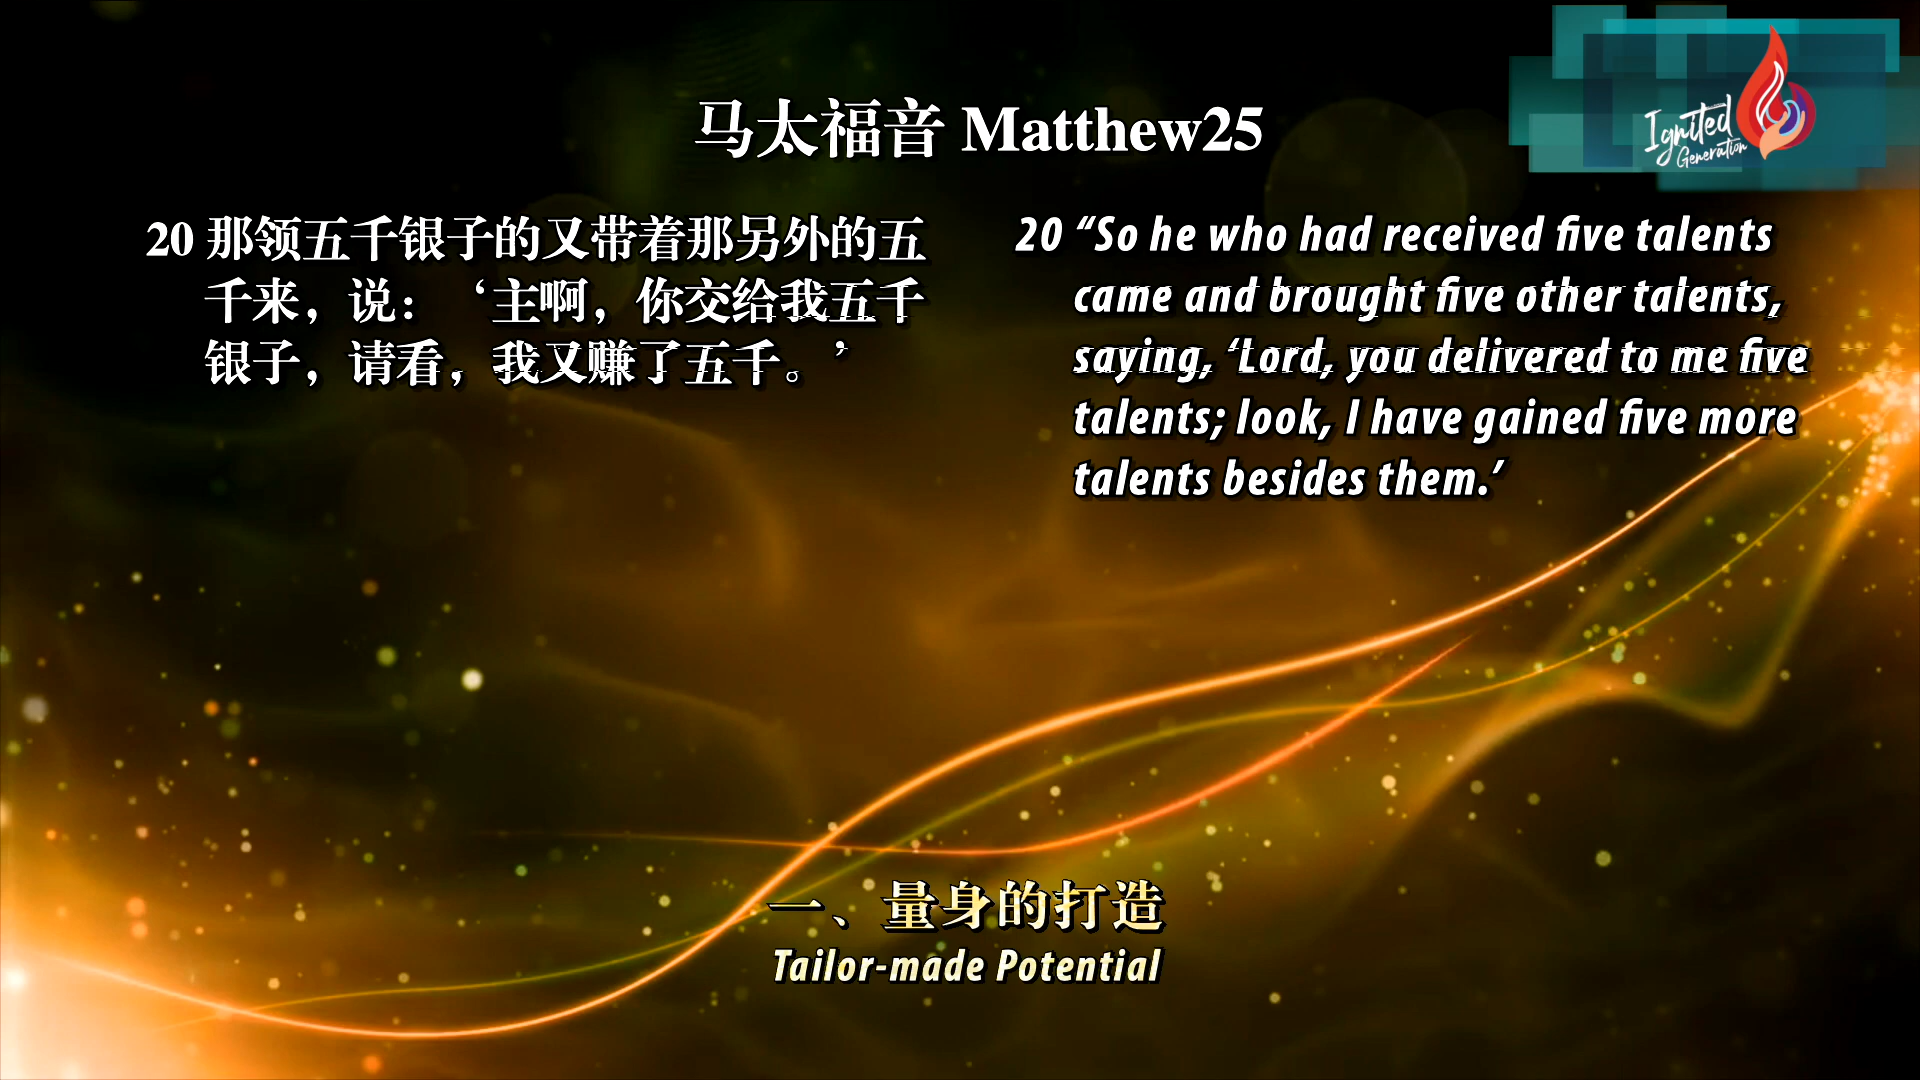 马太福音 Matthew25
Ignited
Generation
20 那领五千银子的又带着那另外的五
千来，说：‘主啊，你交给我五千
银子，请看，我又赚了五千。’
20 “So he who had received five talents
came and brought five other talents,
saying, ‘Lord, you delivered to me five
talents; look, I have gained five more
talents besides them.’
一、量身的打造
Tailor-made Potential